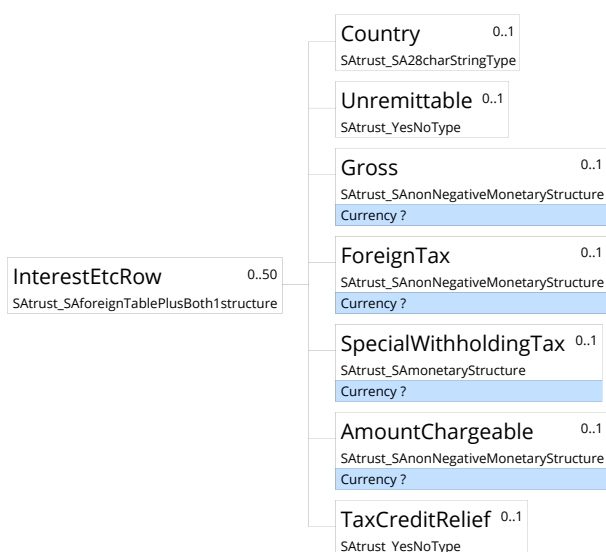 Country 0..1
SAtrust_SA28charStringType
Unremittable 0..1
SAtrust_YesNoType
Gross 0..1
SAtrust_SAnonNegativeMonetaryStructure
Currency ?
InterestEtcRow 0..50
SAtrust_SAforeignTablePlusBoth1structure
ForeignTax 0..1
SAtrust_SAnonNegativeMonetaryStructure
Currency ?
SpecialWithholdingTax 0..1
SAtrust_SAmonetaryStructure
Currency ?
AmountChargeable 0..1
SAtrust_SAnonNegativeMonetaryStructure
Currency ?
TaxCreditRelief 0..1
SAtrust_YesNoType